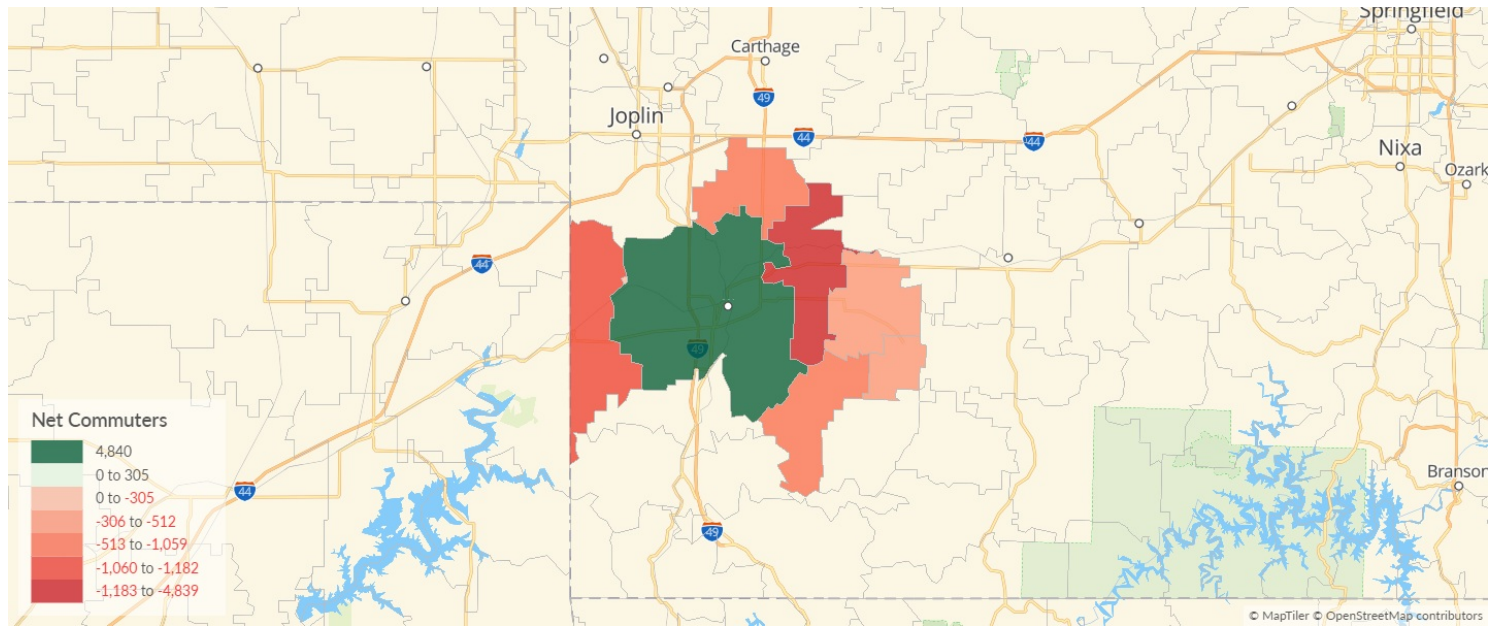 Springfield
Carthage
49
Joplin
44
44
Nixa
Ozark
44
49
Net Commuters
4,840
0 to 305
0 to -305
-306 to -512
-513 to -1,059
-1,060 to -1,182
-1,183 to -4,839
Branson
44
49
© MapTiler © OpenStreetMap contributors